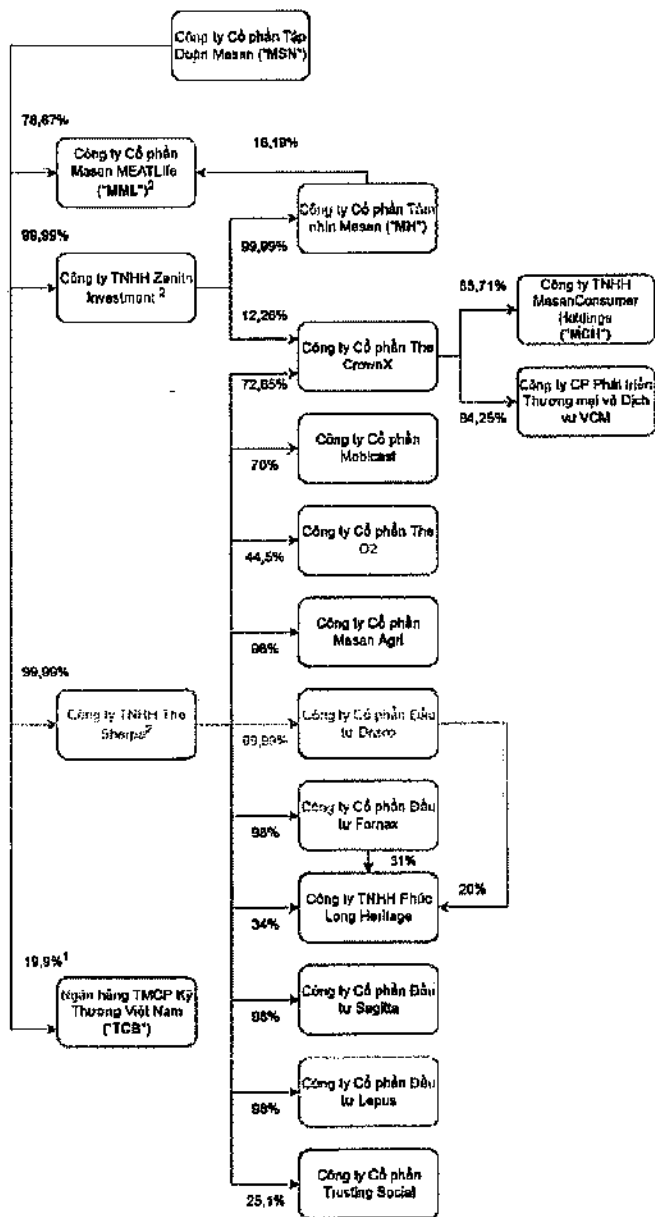 Công ty Cổ phần Tập
Đoàn Masan ("MSN")
78,67%
16,19%
Công ty Cổ phần
Masan MEATLife
("MML")²
Công ty Cổ phần Tầm
nhìn Masan ("MH")
99,99%
99,99%
Công ty TNHH Zenith
Investment ²
12,26%
85,71%
Công ty TNHH
MasanConsumer
Holdings
("MCH")
Công ty Cổ phần The
CrownX
72,65%
Công ty CP Phát triển
Thương mại và Dịch
vụ VCM
84,25%
Công ty Cổ phần
Mobicast
70%
Công ty Cổ phần The
O2
44,5%
Công ty Cổ phần
Masan Agri
98%
99,99%
Công ty TNHH The
Sherpa²
Công ty Cổ phần Đầu
tư Draco
99,99%
Công ty Cổ phần Đầu
tư Fornax
98%
31%
20%
Công ty TNHH Phúc
Long Heritage
34%
19,9%¹
Ngân hàng TMCP Kỹ
Thương Việt Nam
("TCB")
Công ty Cổ phần Đầu
tư Sagitta
98%
Công ty Cổ phần Đầu
tư Lepus
98%
Công ty Cổ phần
Trusting Social
25,1%